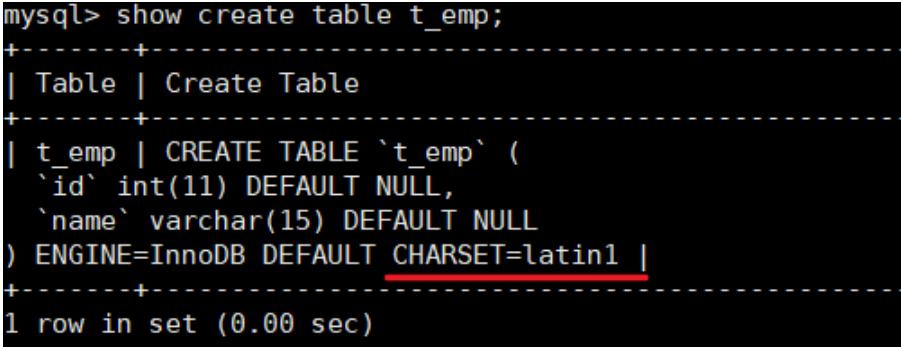 mysql> show create table t_emp;
+-------+-----------------------------------------------
| Table | Create Table
+-------+-----------------------------------------------
| t_emp | CREATE TABLE `t_emp` (
`id` int(11) DEFAULT NULL,
`name` varchar(15) DEFAULT NULL
) ENGINE=InnoDB DEFAULT CHARSET=latin1 |
+-------+-----------------------------------------------
1 row in set (0.00 sec)